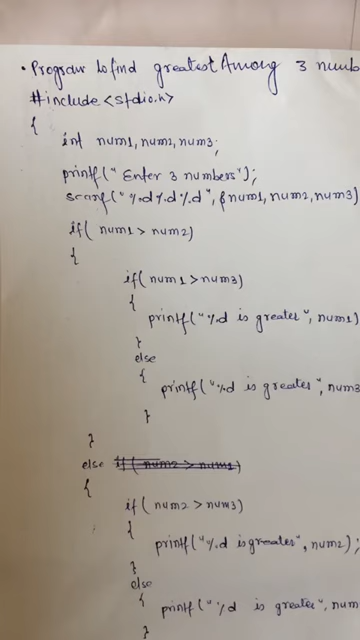 • Program to find greatest Among 3 numb
#include <stdio.h>
{
int num1, num2, num3;
printf(" Enter 3 numbers");
scanf(" %d %d %d", &num1, num2, num3)
if( num1 > num2)
{
if( num1 > num3)
{
printf("%d is greater", num1)
}
else
{
printf("%d is greater", num3
}
}
else if ( num2 > num1)
{
if ( num2 > num3)
{
printf("%d is greater", num2);
}
else
{
printf("%d is greater", num
}